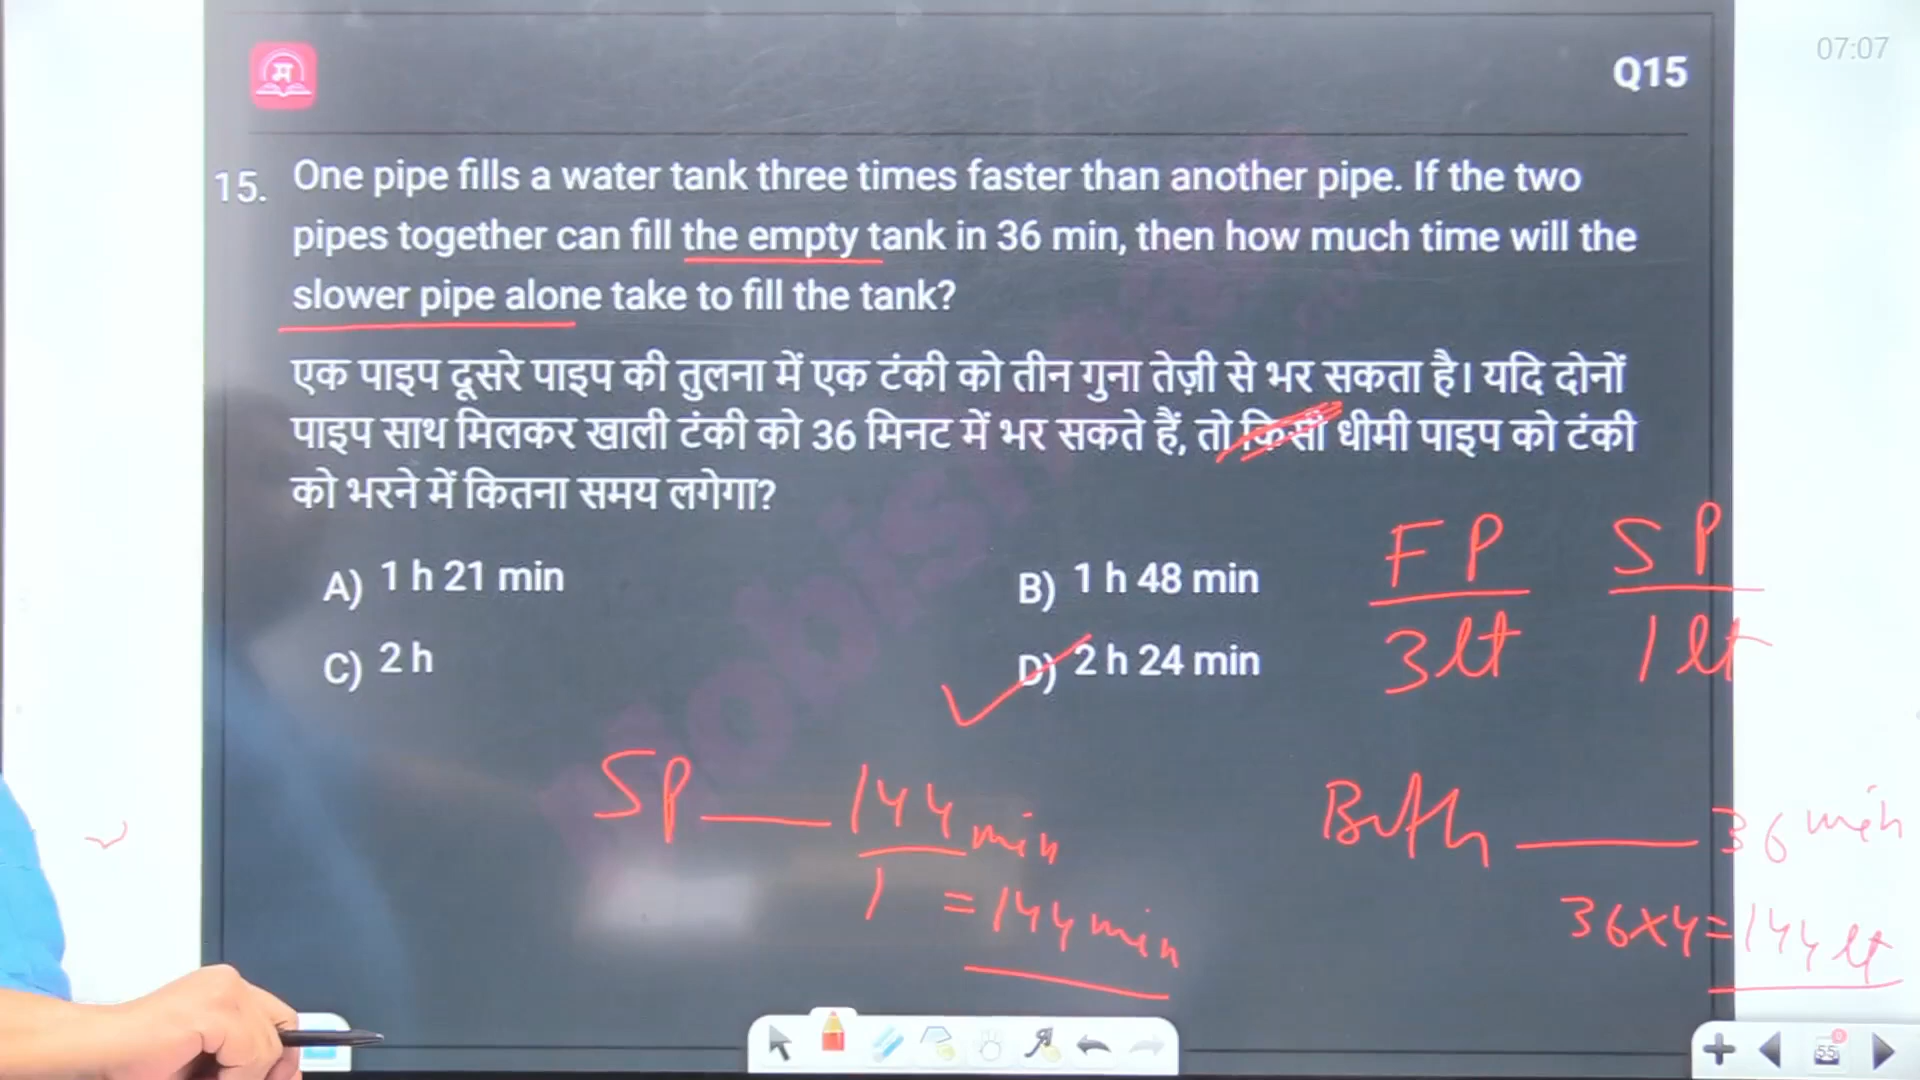 07:07
म
Q15
15. One pipe fills a water tank three times faster than another pipe. If the two
pipes together can fill the empty tank in 36 min, then how much time will the
slower pipe alone take to fill the tank?
एक पाइप दूसरे पाइप की तुलना में एक टंकी को तीन गुना तेज़ी से भर सकता है। यदि दोनों
पाइप साथ मिलकर खाली टंकी को 36 मिनट में भर सकते हैं, तो किसी धीमी पाइप को टंकी
को भरने में कितना समय लगेगा?
A) 1 h 21 min
B) 1 h 48 min
C) 2 h
D) 2 h 24 min
FP SP
3lt 1lt
SP 144 min
1 = 144 min
Both 36 min
36x4=144lt
55